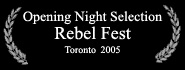 Opening Night Selection
Rebel Fest
Toronto 2005